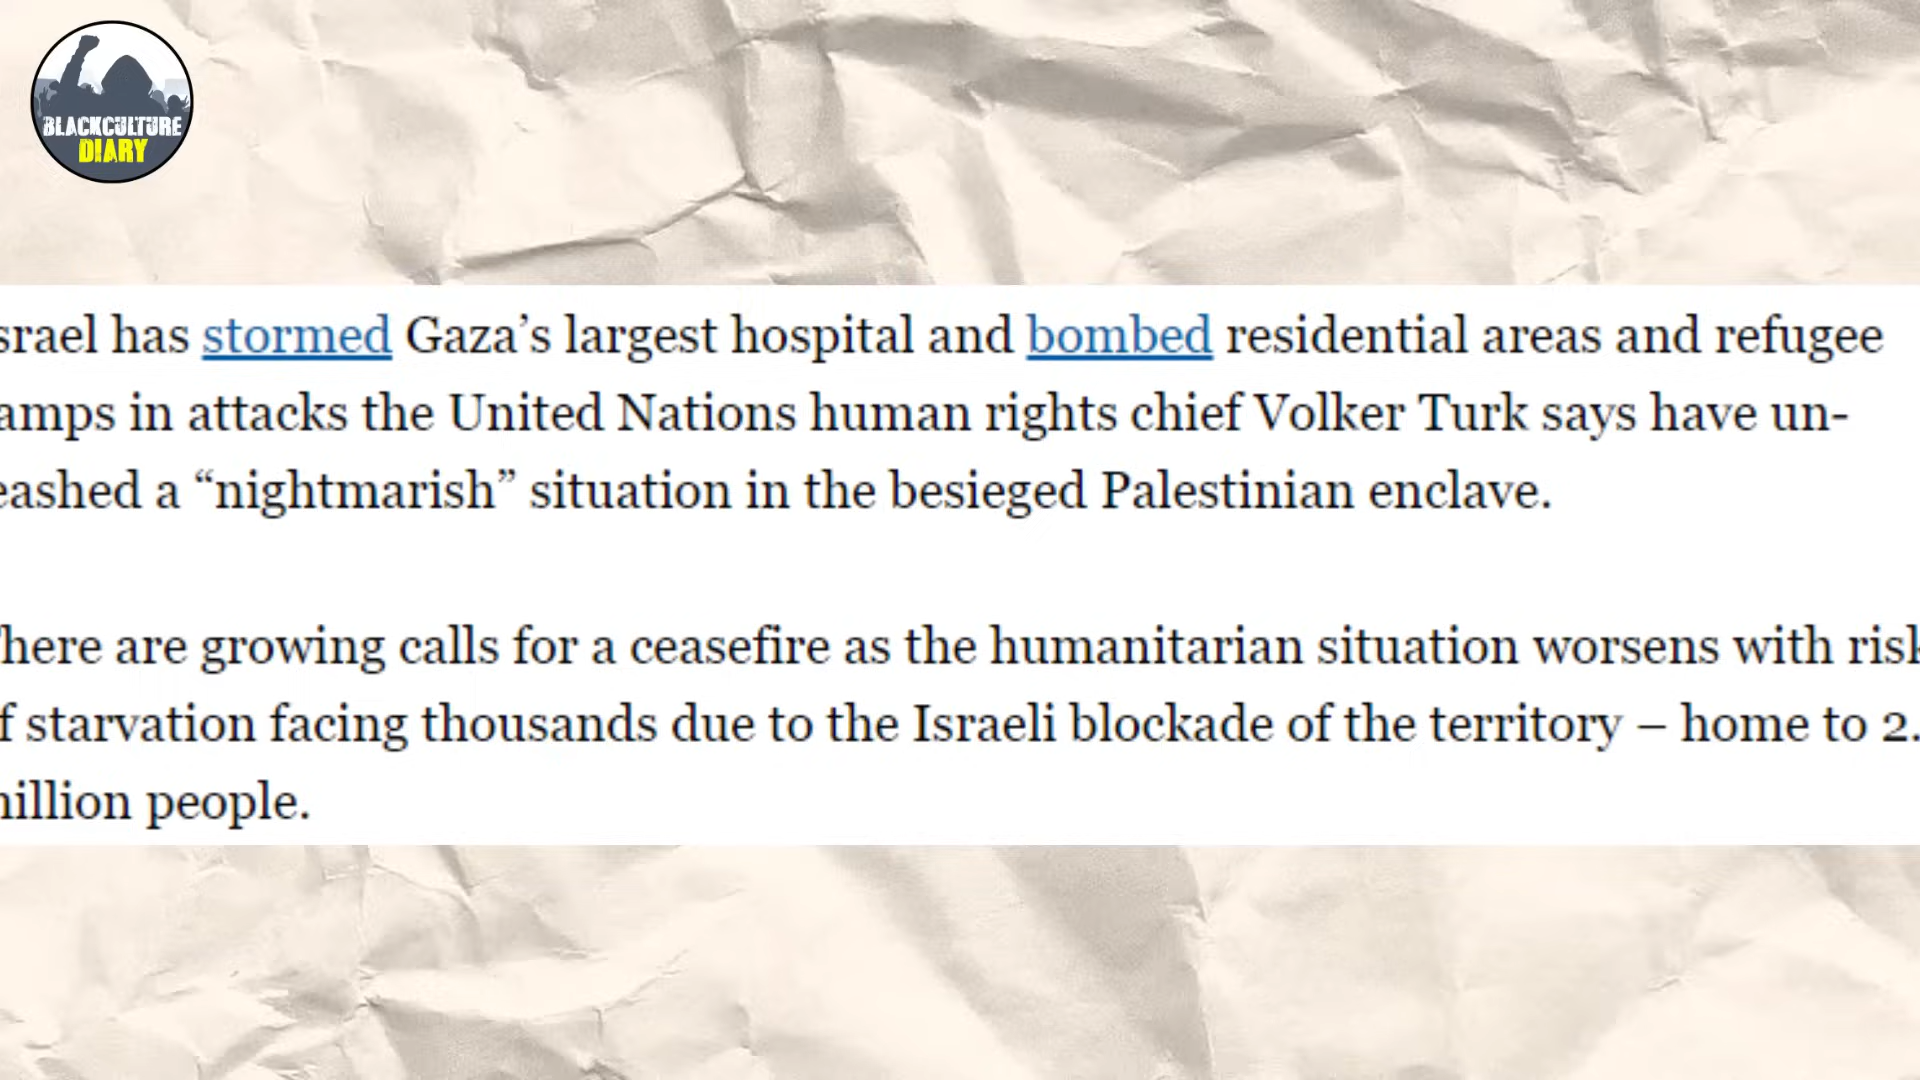 BLACKCULTURE
DIARY
srael has stormed Gaza’s largest hospital and bombed residential areas and refugee
amps in attacks the United Nations human rights chief Volker Turk says have un-
eashed a “nightmarish” situation in the besieged Palestinian enclave.
here are growing calls for a ceasefire as the humanitarian situation worsens with risk
f starvation facing thousands due to the Israeli blockade of the territory – home to 2.
illion people.